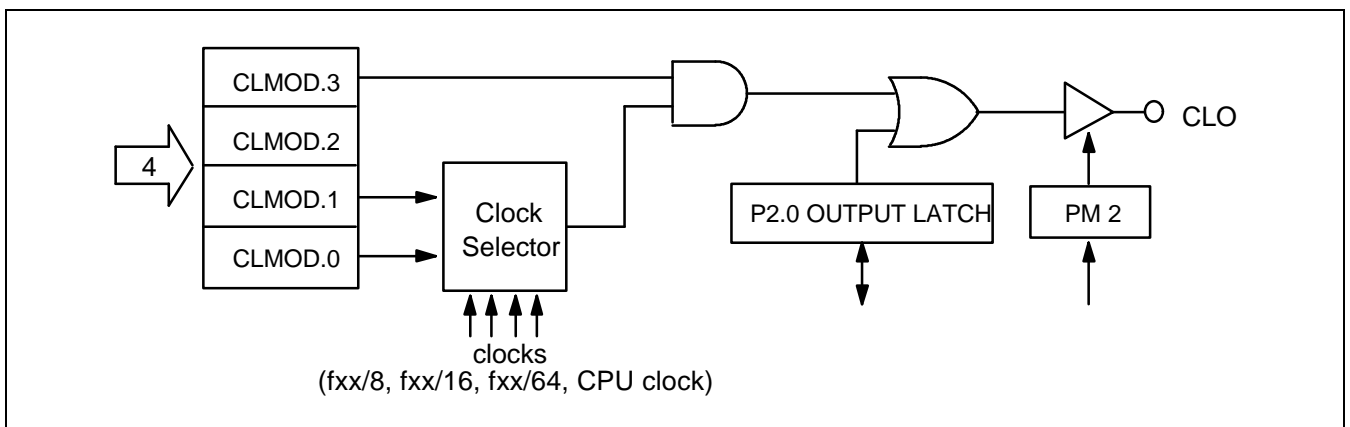 CLMOD.3
CLMOD.2
CLMOD.1
CLMOD.0
4
Clock
Selector
clocks
(fxx/8, fxx/16, fxx/64, CPU clock)
P2.0 OUTPUT LATCH
PM 2
CLO